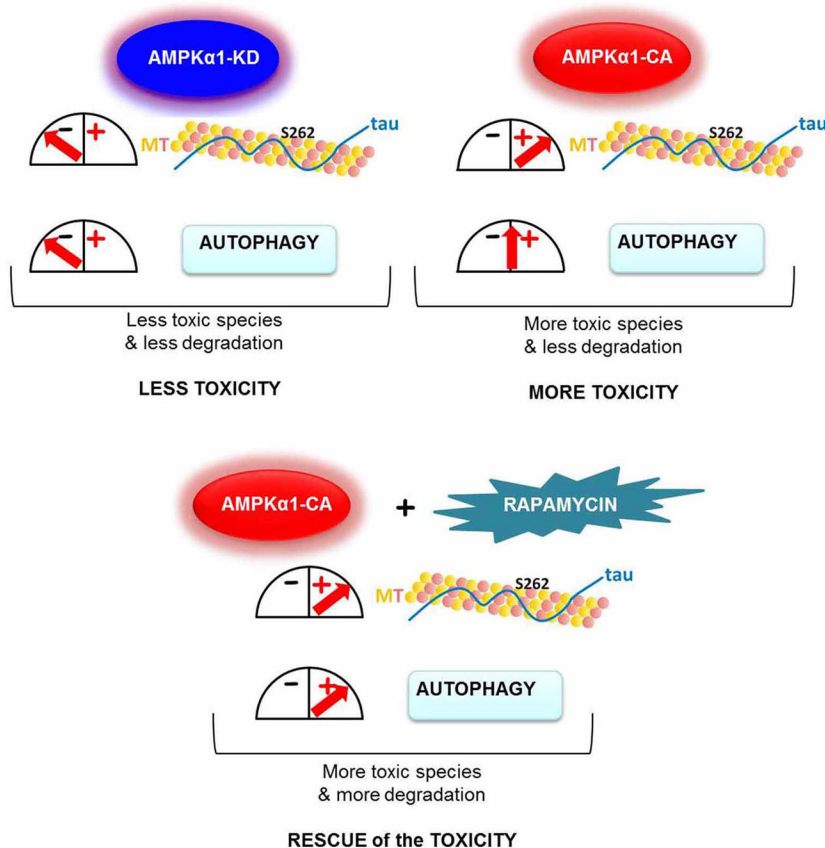 AMPKα1-KD
AMPKα1-CA
- +
MT
S262
tau
- +
MT
S262
tau
- +
AUTOPHAGY
- +
AUTOPHAGY
Less toxic species
& less degradation
More toxic species
& less degradation
LESS TOXICITY
MORE TOXICITY
AMPKα1-CA
+
RAPAMYCIN
- +
MT
S262
tau
- +
AUTOPHAGY
More toxic species
& more degradation
RESCUE of the TOXICITY